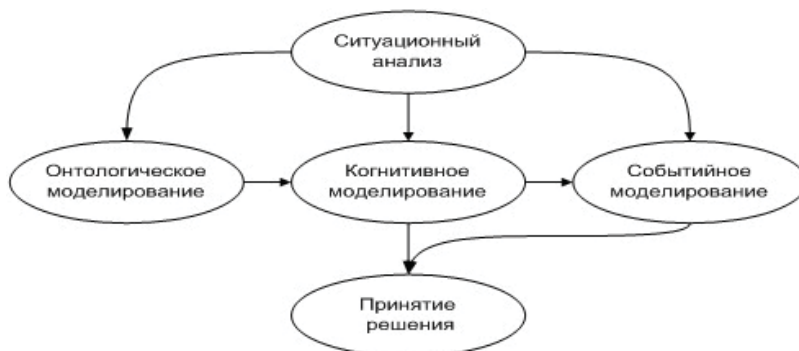 Ситуационный
анализ
Онтологическое
моделирование
Когнитивное
моделирование
Событийное
моделирование
Принятие
решения